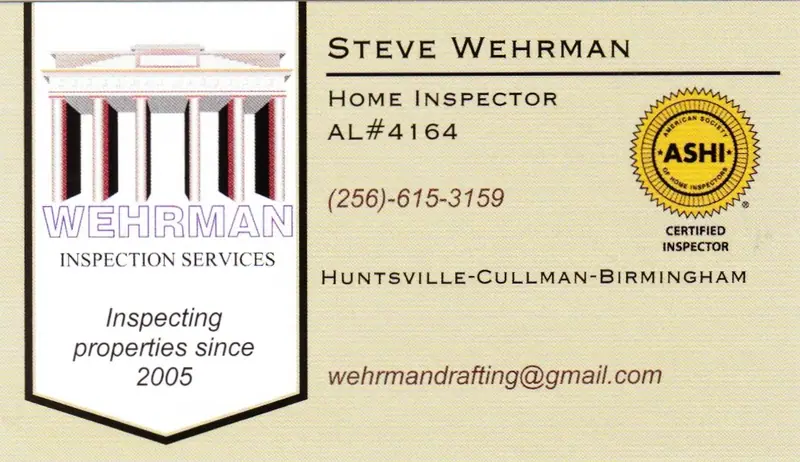 WEHRMAN
INSPECTION SERVICES
Inspecting
properties since
2005
STEVE WEHRMAN
HOME INSPECTOR
AL#4164
(256)-615-3159
AMERICAN SOCIETY
ASHI
OF HOME INSPECTORS
®
CERTIFIED
INSPECTOR
HUNTSVILLE-CULLMAN-BIRMINGHAM
wehrmandrafting@gmail.com